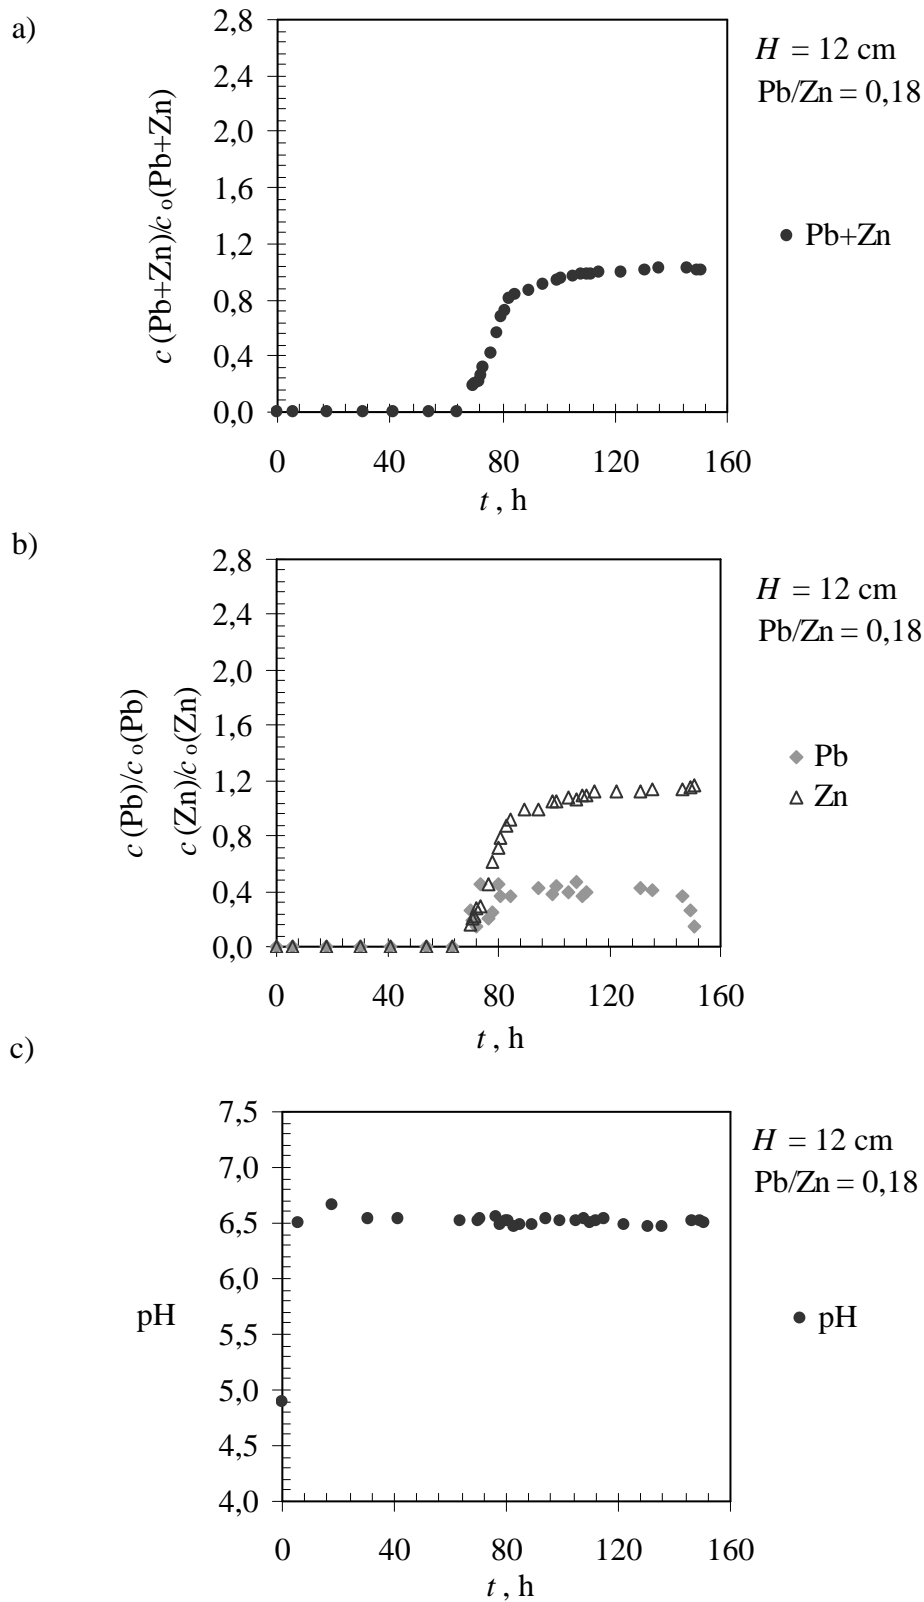 a)
2,8
2,4
2,0
1,6
1,2
0,8
0,4
0,0
c (Pb+Zn)/c o (Pb+Zn)
0 40 80 120 160
t , h
H = 12 cm
Pb/Zn = 0,18
Pb+Zn
b)
2,8
2,4
2,0
1,6
1,2
0,8
0,4
0,0
c (Pb)/c o (Pb)
c (Zn)/c o (Zn)
0 40 80 120 160
t , h
H = 12 cm
Pb/Zn = 0,18
Pb
Zn
c)
7,5
7,0
6,5
6,0
5,5
5,0
4,5
4,0
pH
0 40 80 120 160
t , h
H = 12 cm
Pb/Zn = 0,18
pH